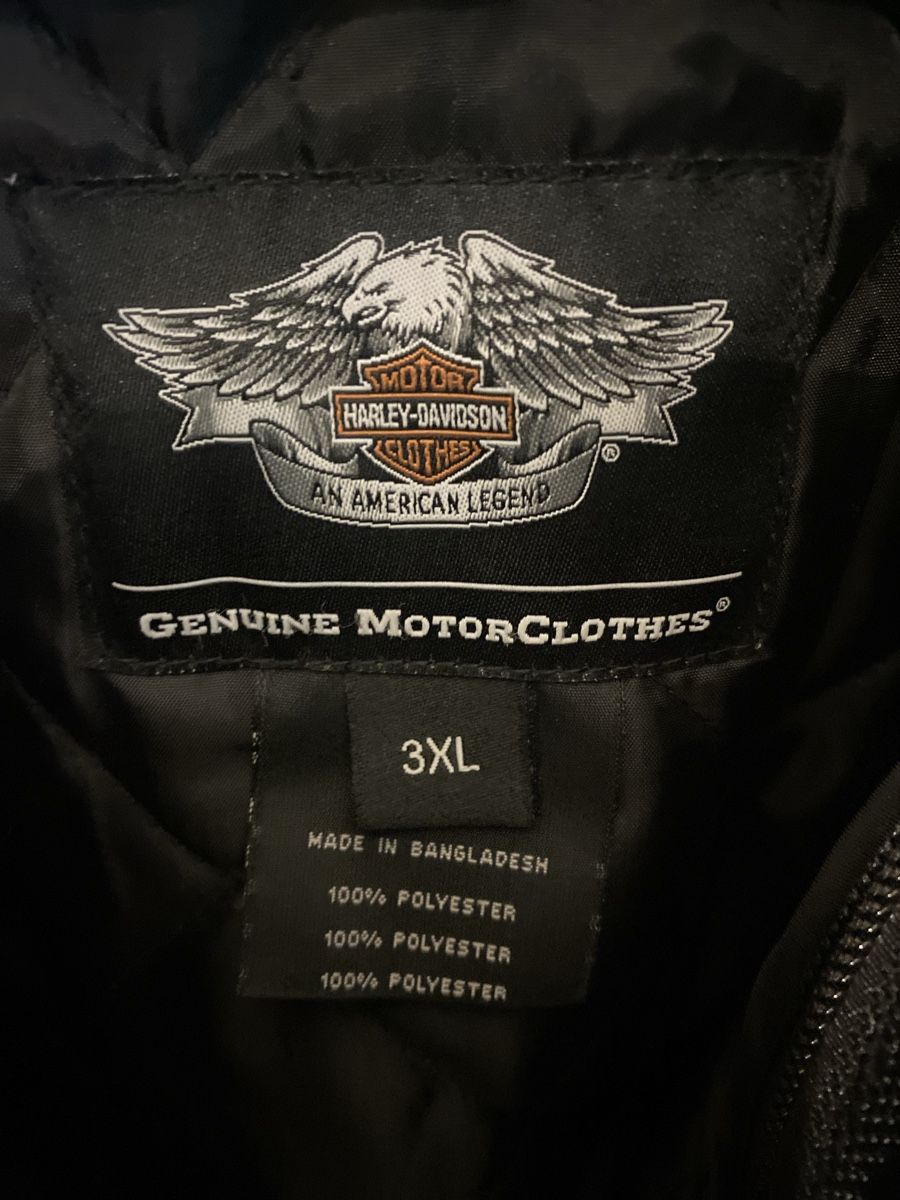 MOTOR
HARLEY-DAVIDSON
CLOTHES
®
AN AMERICAN LEGEND
GENUINE MOTORCLOTHES®
3XL
MADE IN BANGLADESH
100% POLYESTER
100% POLYESTER
100% POLYESTER